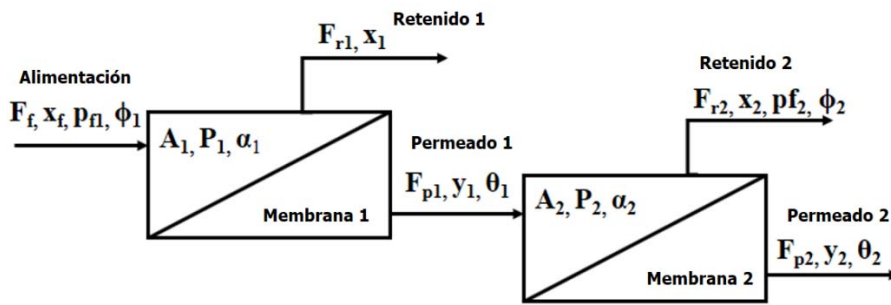 Retenido 1
F_r1, x_1
Alimentación
F_f, x_f, p_f1, ϕ_1
A_1, P_1, α_1
Membrana 1
Permeado 1
F_p1, y_1, θ_1
Retenido 2
F_r2, x_2, pf_2, ϕ_2
A_2, P_2, α_2
Membrana 2
Permeado 2
F_p2, y_2, θ_2